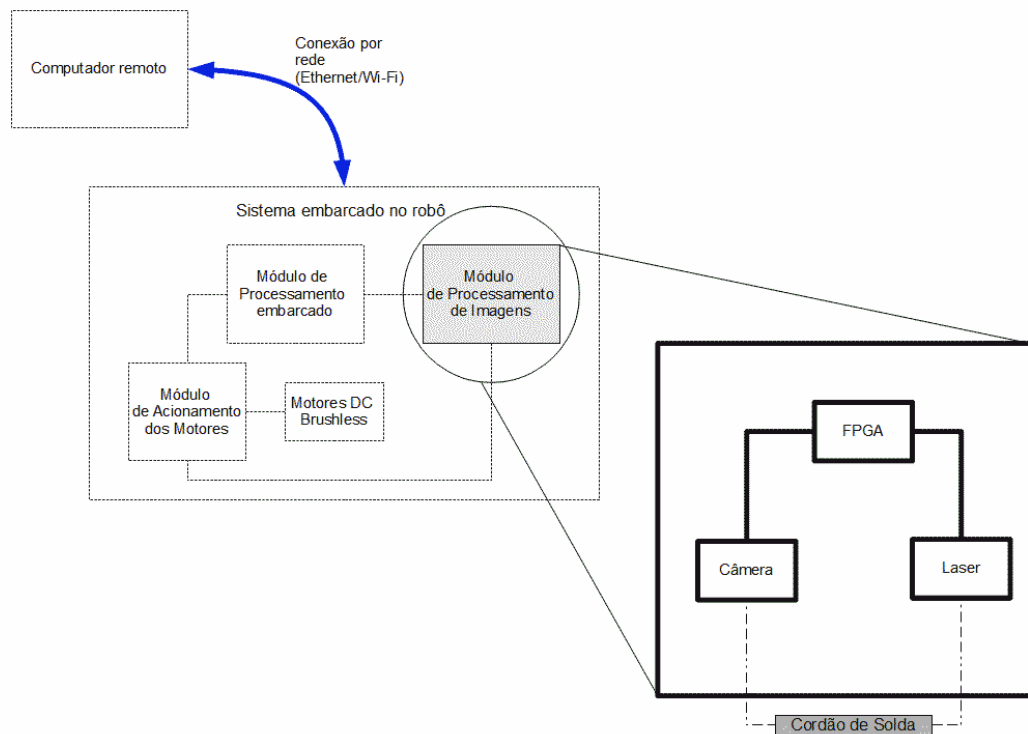 Computador remoto
Conexão por
rede
(Ethernet/Wi-Fi)
Sistema embarcado no robô
Módulo de
Processamento
embarcado
Módulo
de Processamento
de Imagens
Módulo
de Acionamento
dos Motores
Motores DC
Brushless
FPGA
Câmera
Laser
Cordão de Solda